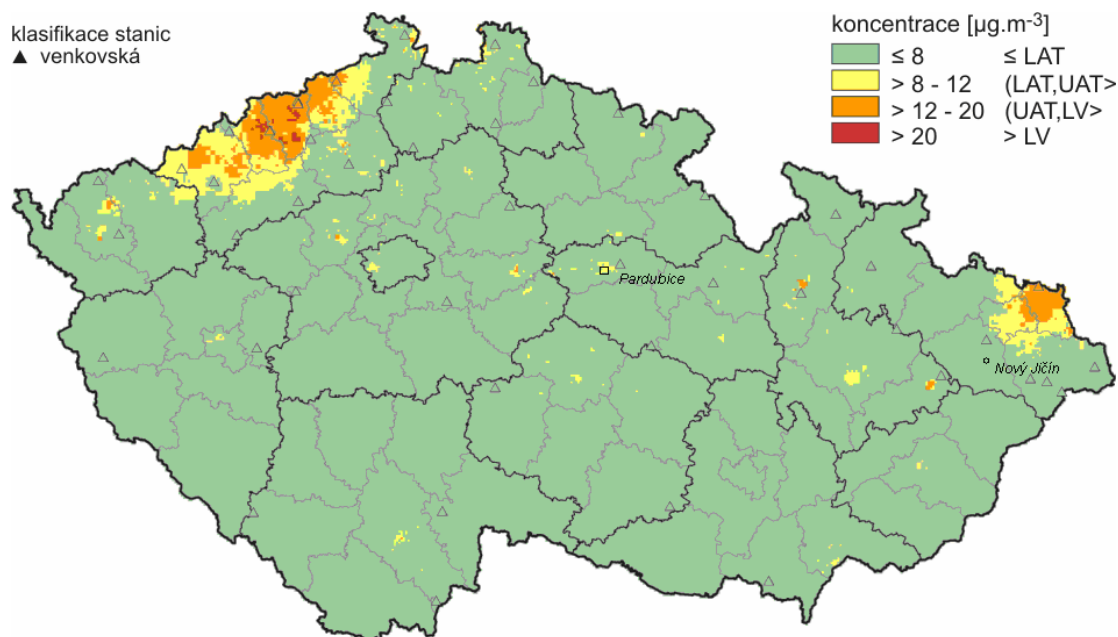 klasifikace stanic
▲ venkovská
koncentrace [µg.m-3]
≤ 8 ≤ LAT
> 8 - 12 (LAT,UAT>
> 12 - 20 (UAT,LV>
> 20 > LV
Pardubice
Nový Jičín